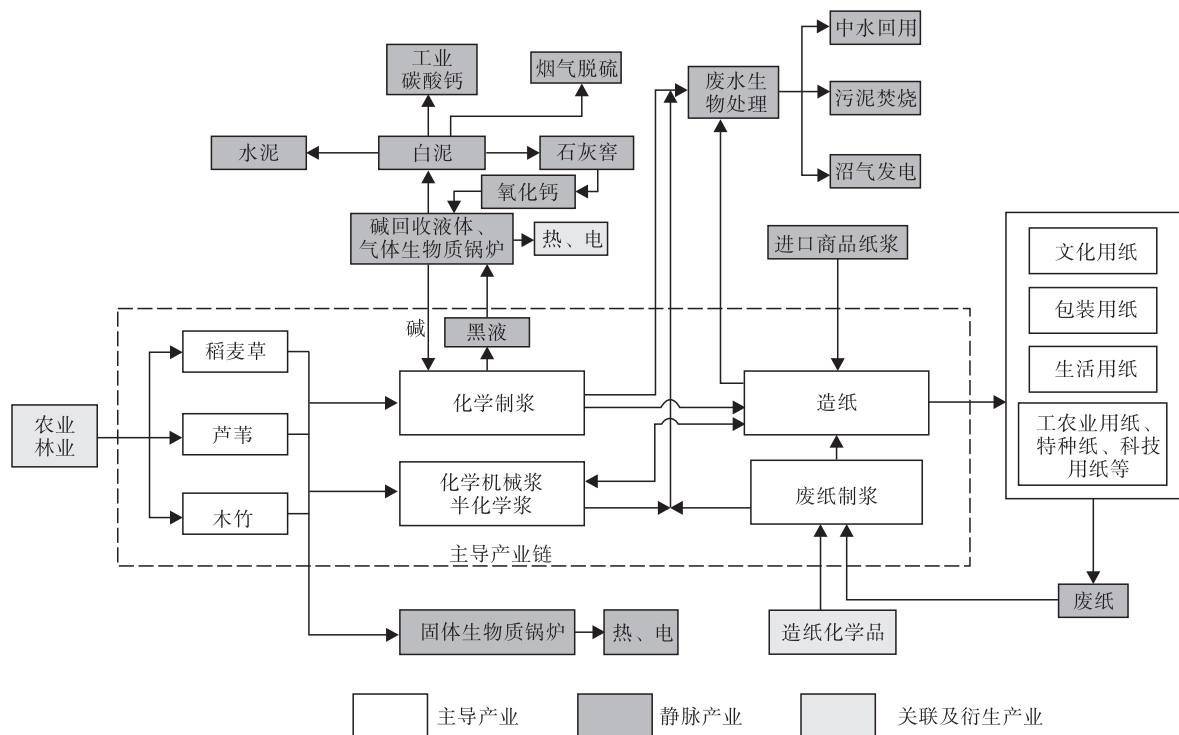 中水回用
工业
碳酸钙
烟气脱硫
废水生
物处理
污泥焚烧
水泥
白泥
石灰窑
沼气发电
氧化钙
碱回收液体、
气体生物质锅炉
热、电
进口商品纸浆
文化用纸
包装用纸
碱
黑液
稻麦草
生活用纸
化学制浆
造纸
农业
林业
芦苇
工农业用纸、
特种纸、科技
用纸等
化学机械浆
半化学浆
废纸制浆
木竹
主导产业链
废纸
固体生物质锅炉
热、电
造纸化学品
主导产业
静脉产业
关联及衍生产业